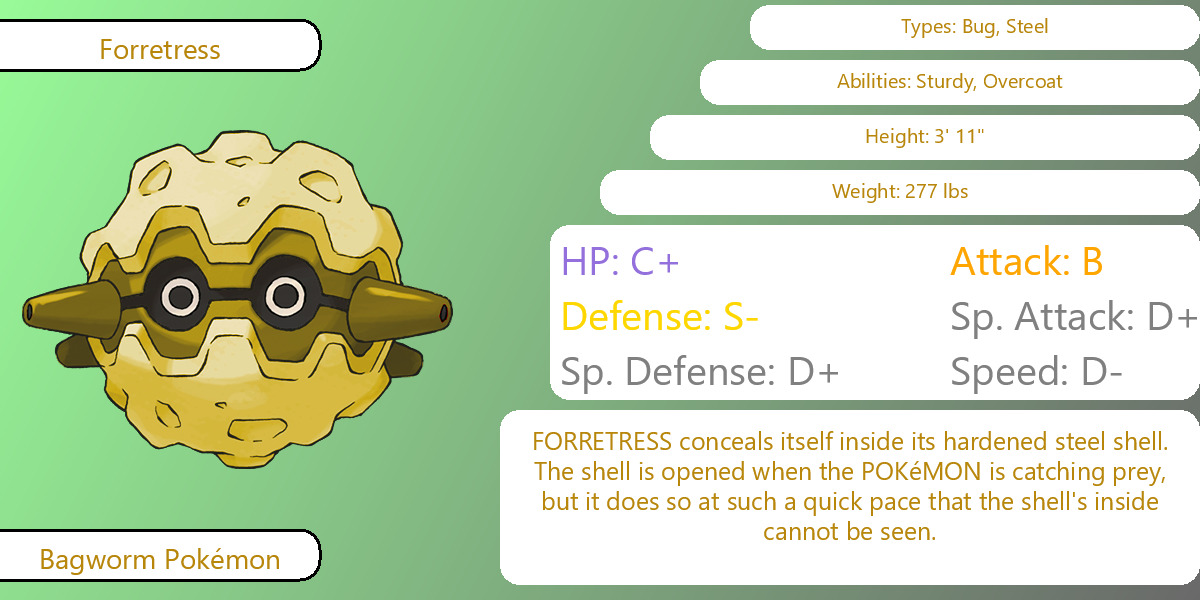 Forretress
Types: Bug, Steel
Abilities: Sturdy, Overcoat
Height: 3' 11"
Weight: 277 lbs
HP: C+
Attack: B
Defense: S-
Sp. Attack: D+
Sp. Defense: D+
Speed: D-
FORRETRESS conceals itself inside its hardened steel shell.
The shell is opened when the POKéMON is catching prey,
but it does so at such a quick pace that the shell's inside
cannot be seen.
Bagworm Pokémon